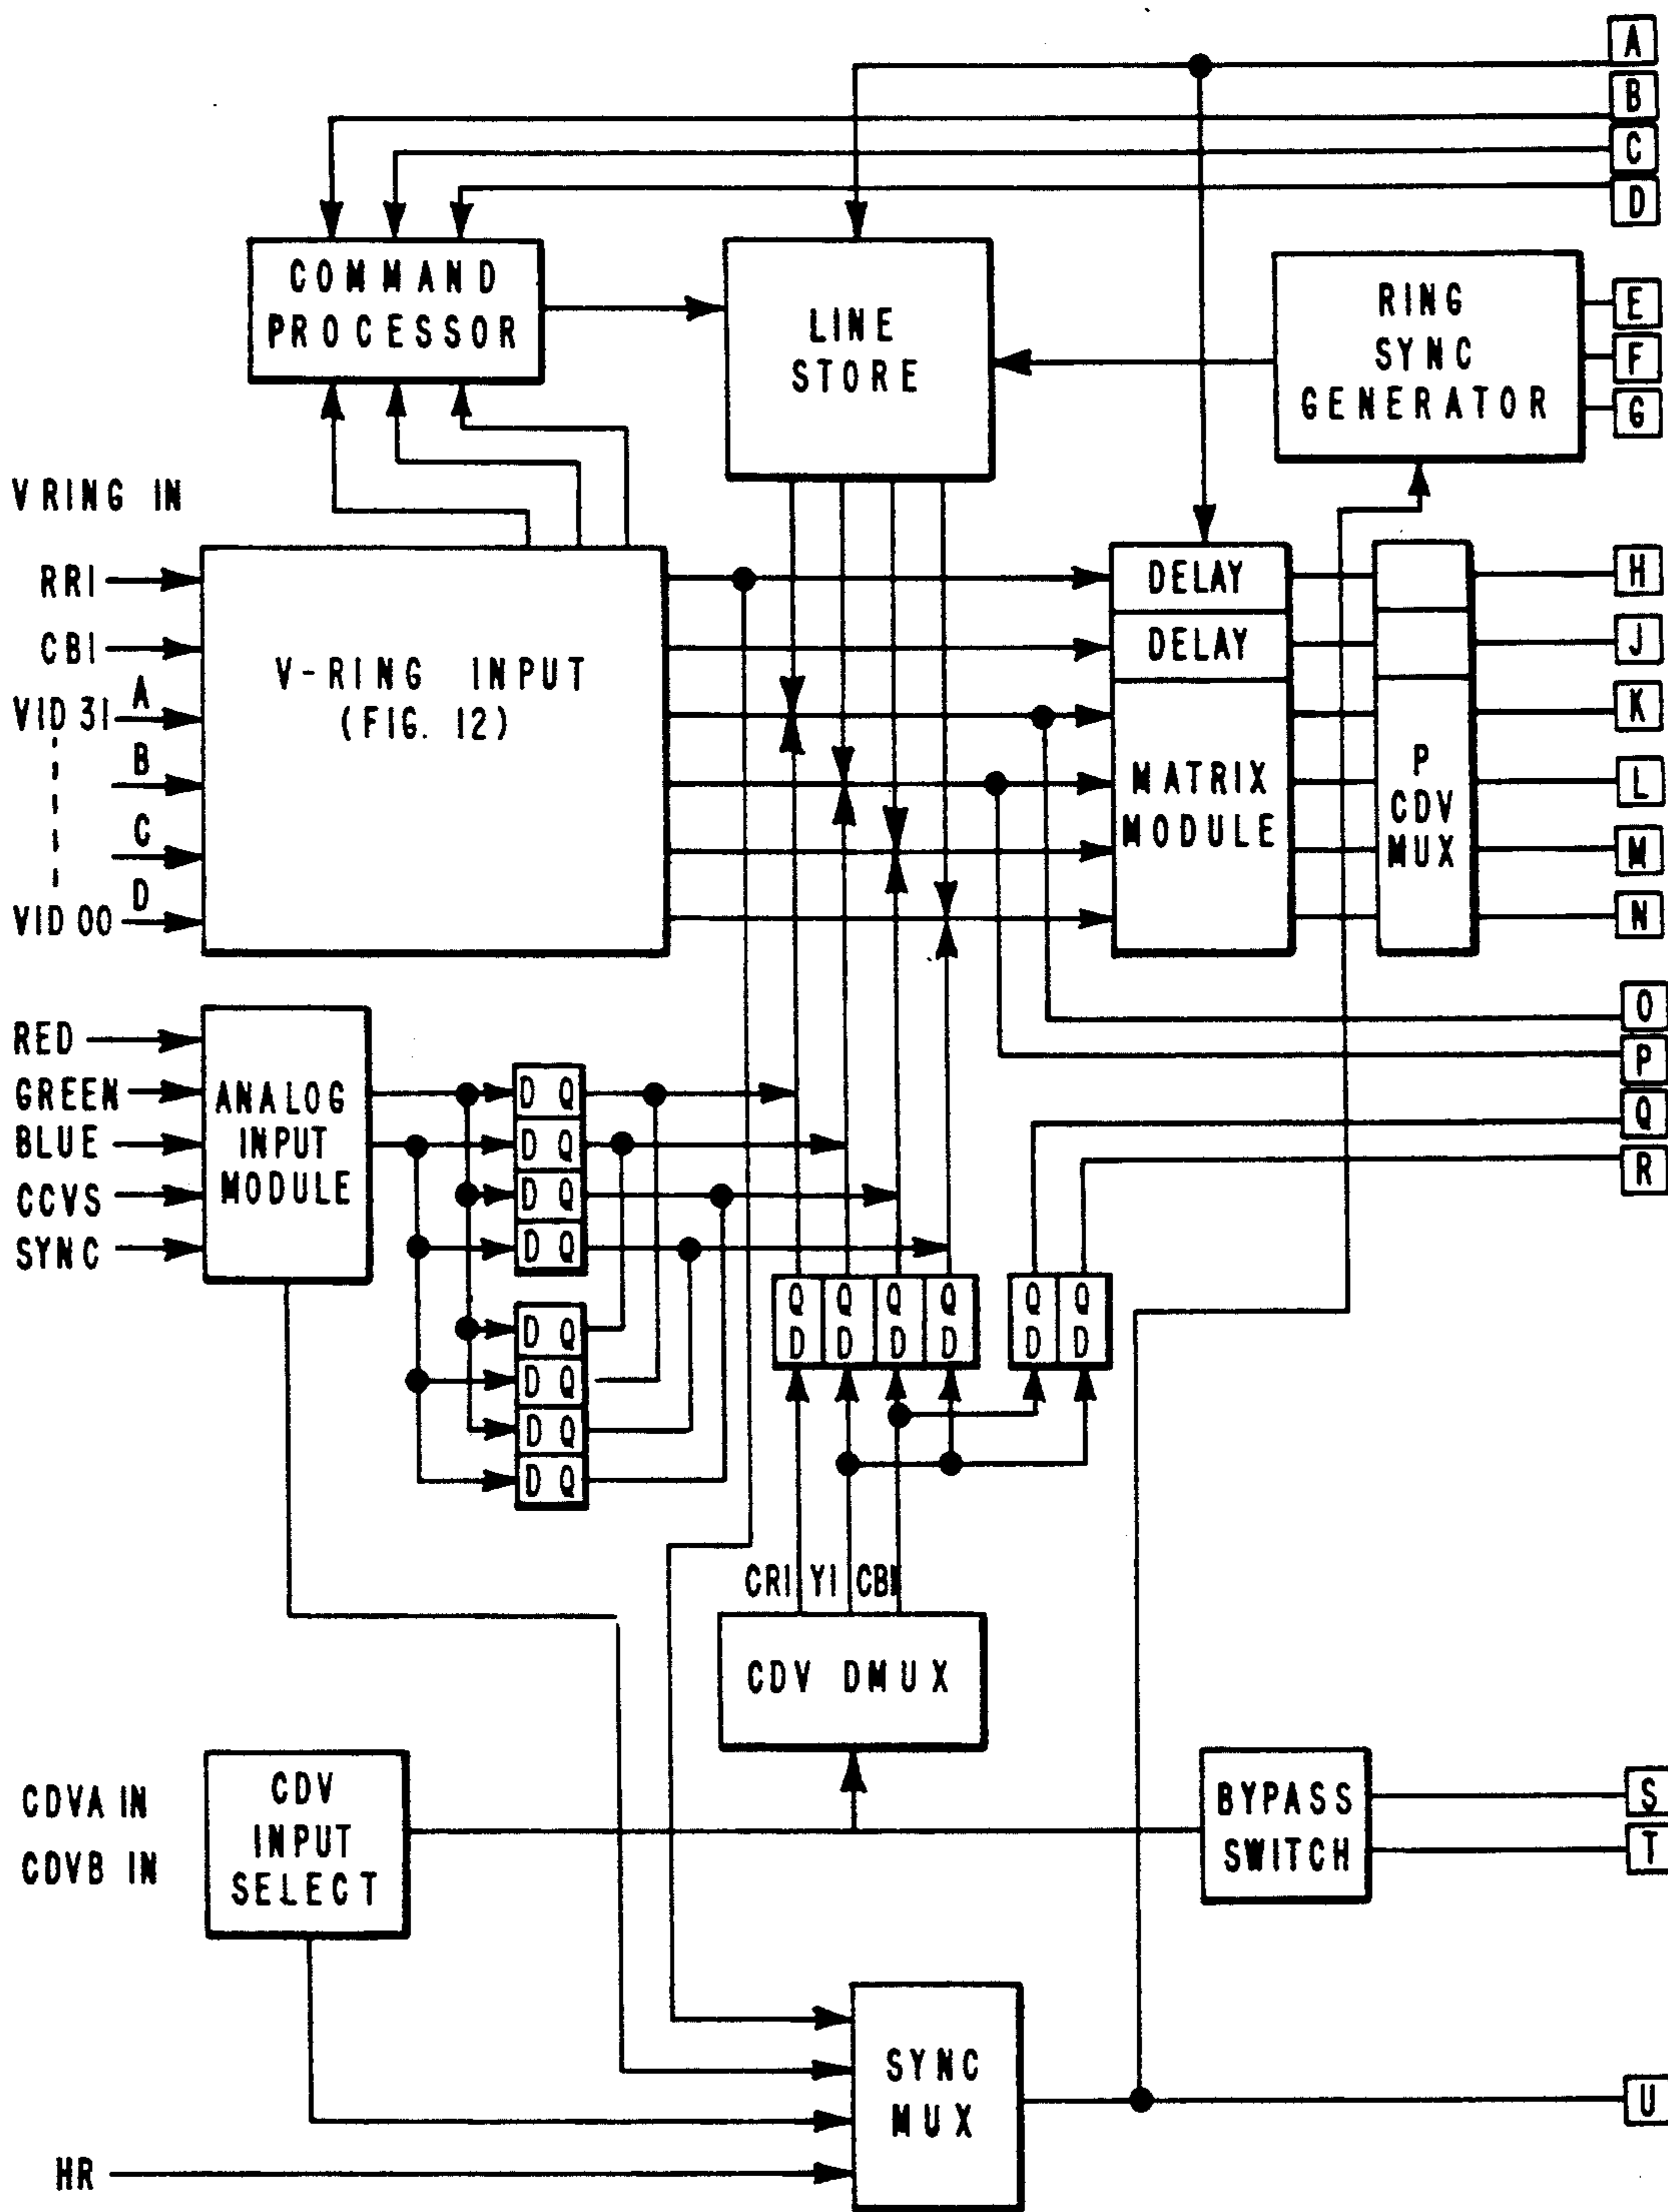 A
B
C
D
COMMAND
PROCESSOR
LINE
STORE
RING
SYNC
GENERATOR
E
F
G
V RING IN
RRI
CBI
VID 31
A
B
C
D
VID 00
V-RING INPUT
(FIG. 12)
DELAY
DELAY
MATRIX
MODULE
P
CDV
MUX
H
J
K
L
M
N
O
P
Q
R
RED
GREEN
BLUE
CCVS
SYNC
ANALOG
INPUT
MODULE
D Q
D Q
D Q
D Q
D Q
D Q
D Q
D Q
Q Q Q Q
D D D D
Q Q
D D
CRI YI CBI
CDV DMUX
CDVA IN
CDVB IN
CDV
INPUT
SELECT
BYPASS
SWITCH
S
T
SYNC
MUX
U
HR